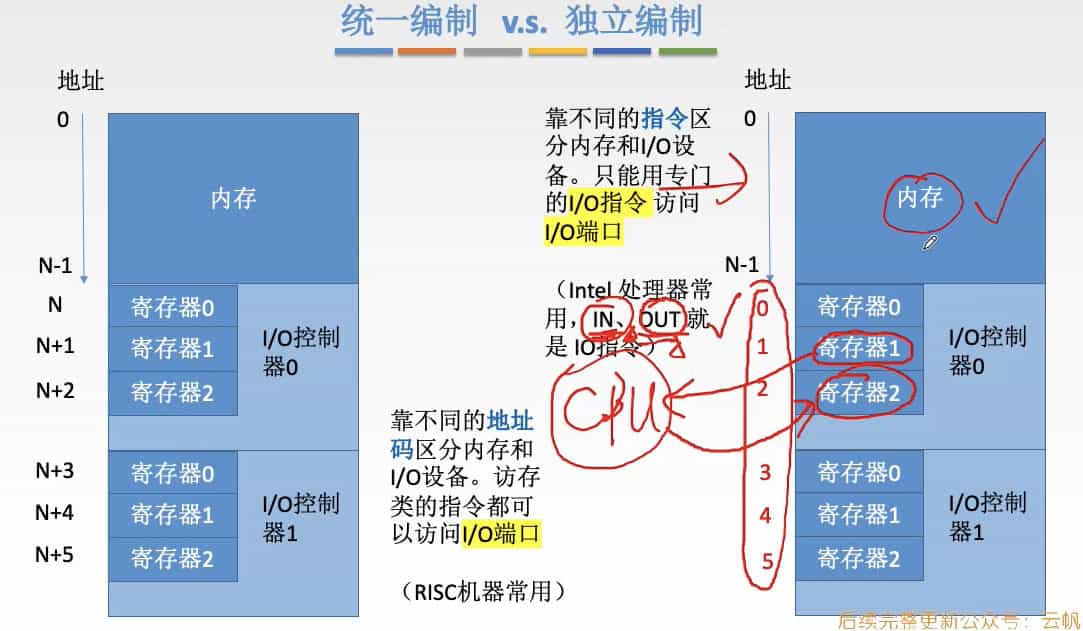 统一编制 v.s. 独立编制
地址
0
内存
N-1
N
寄存器0
N+1
寄存器1
N+2
寄存器2
I/O控制
器0
N+3
寄存器0
N+4
寄存器1
N+5
寄存器2
I/O控制
器1
靠不同的地址
码区分内存和
I/O设备。访存
类的指令都可
以访问I/O端口
（RISC机器常用）
靠不同的指令区
分内存和I/O设
备。只能用专门
的I/O指令 访问
I/O端口
（Intel 处理器常
用，IN、OUT就
是 IO指令）
CPU
地址
0
内存
N-1
0
寄存器0
1
寄存器1
2
寄存器2
I/O控制
器0
3
寄存器0
4
寄存器1
5
寄存器2
I/O控制
器1
后续完整更新公众号：云帆